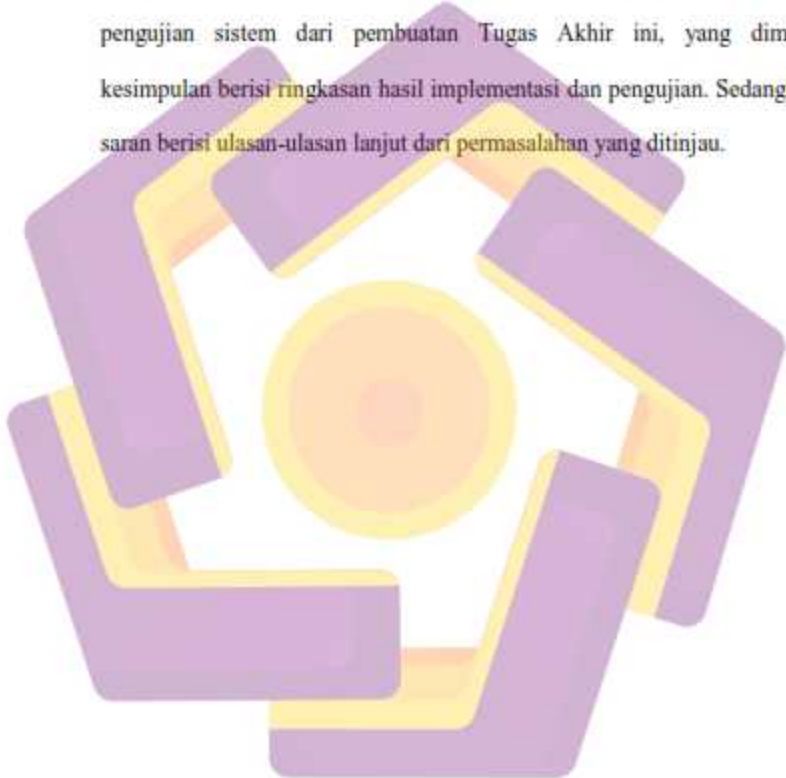 pengujian sistem dari pembuatan Tugas Akhir ini, yang dim
kesimpulan berisi ringkasan hasil implementasi dan pengujian. Sedang
saran berisi ulasan-ulasan lanjut dari permasalahan yang ditinjau.